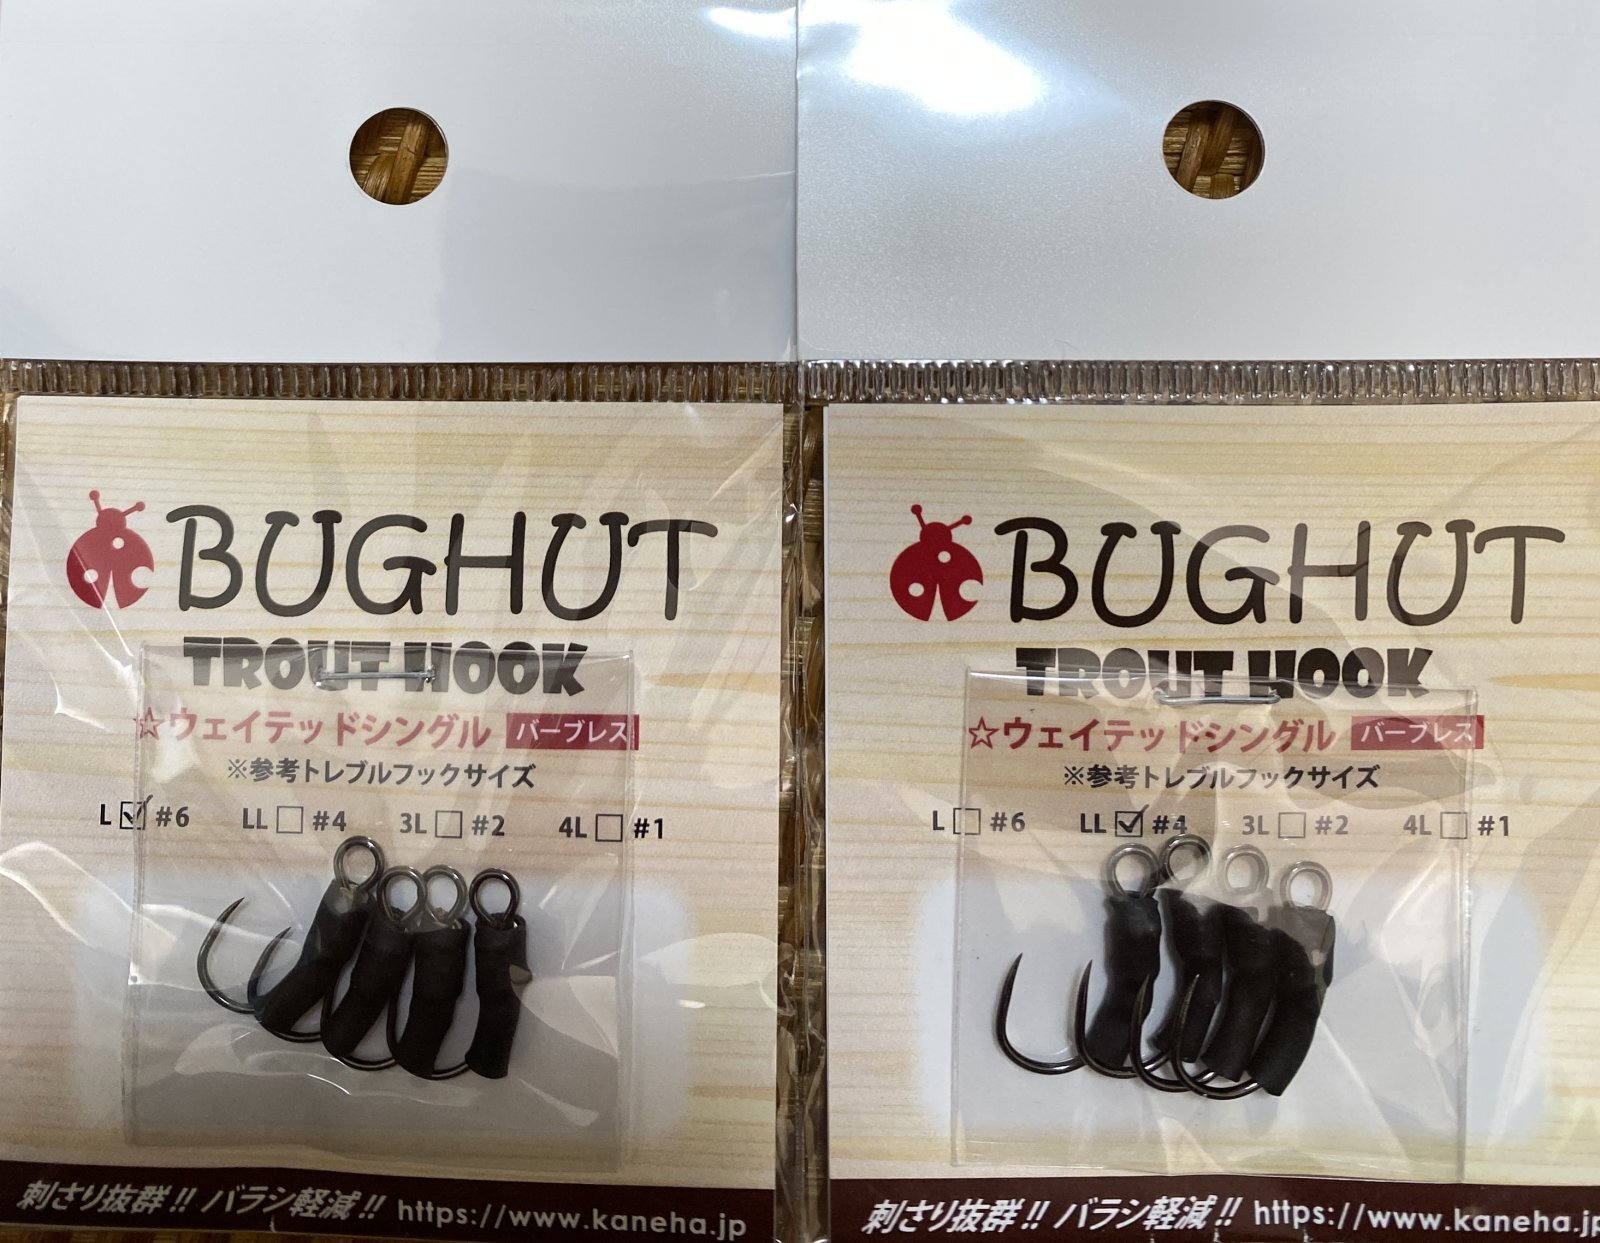 BUGHUT
TROUT HOOK
☆ウェイテッドシングル バーブレス
※参考トレブルフックサイズ
L ☑ #6 LL □ #4 3L □ #2 4L □ #1
刺さり抜群!! バラシ軽減!! https://www.kaneha.jp
BUGHUT
TROUT HOOK
☆ウェイテッドシングル バーブレス
※参考トレブルフックサイズ
L □ #6 LL ☑ #4 3L □ #2 4L □ #1
刺さり抜群!! バラシ軽減!! https://www.kaneha.jp